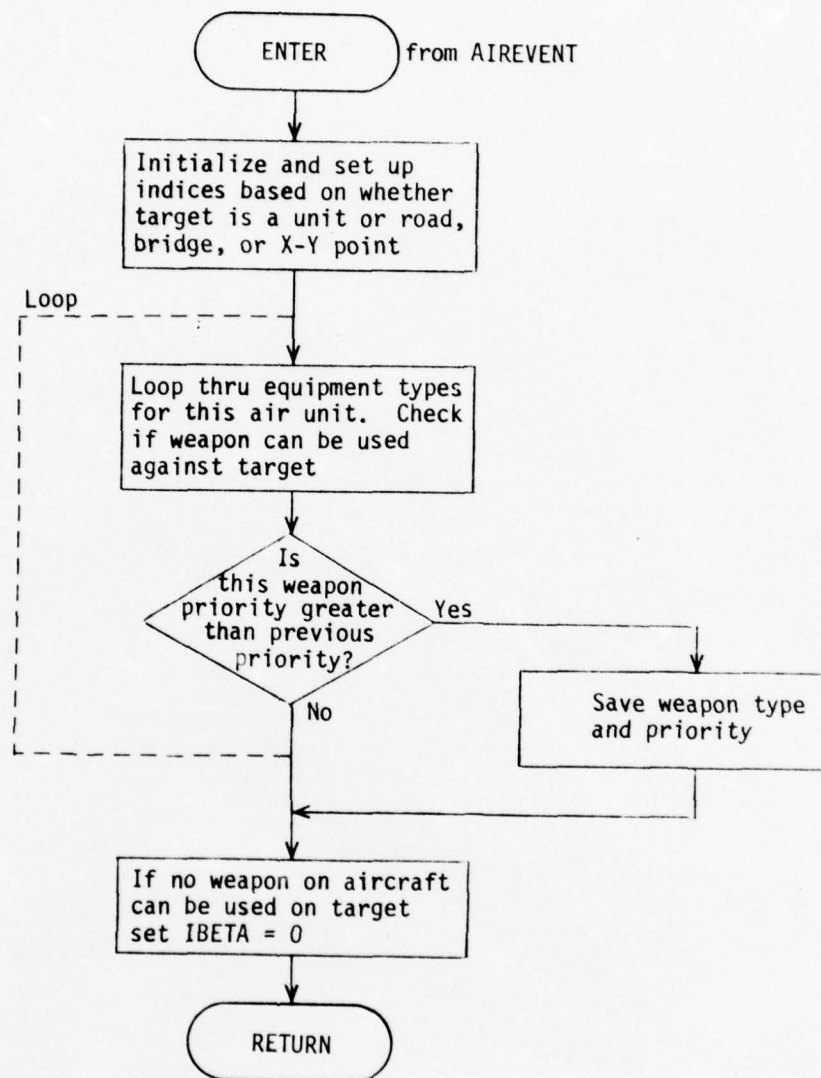 ENTER
from AIREVENT
Initialize and set up
indices based on whether
target is a unit or road,
bridge, or X-Y point
Loop
Loop thru equipment types
for this air unit. Check
if weapon can be used
against target
Is
this weapon
priority greater
than previous
priority?
Yes
No
Save weapon type
and priority
If no weapon on aircraft
can be used on target
set IBETA = 0
RETURN